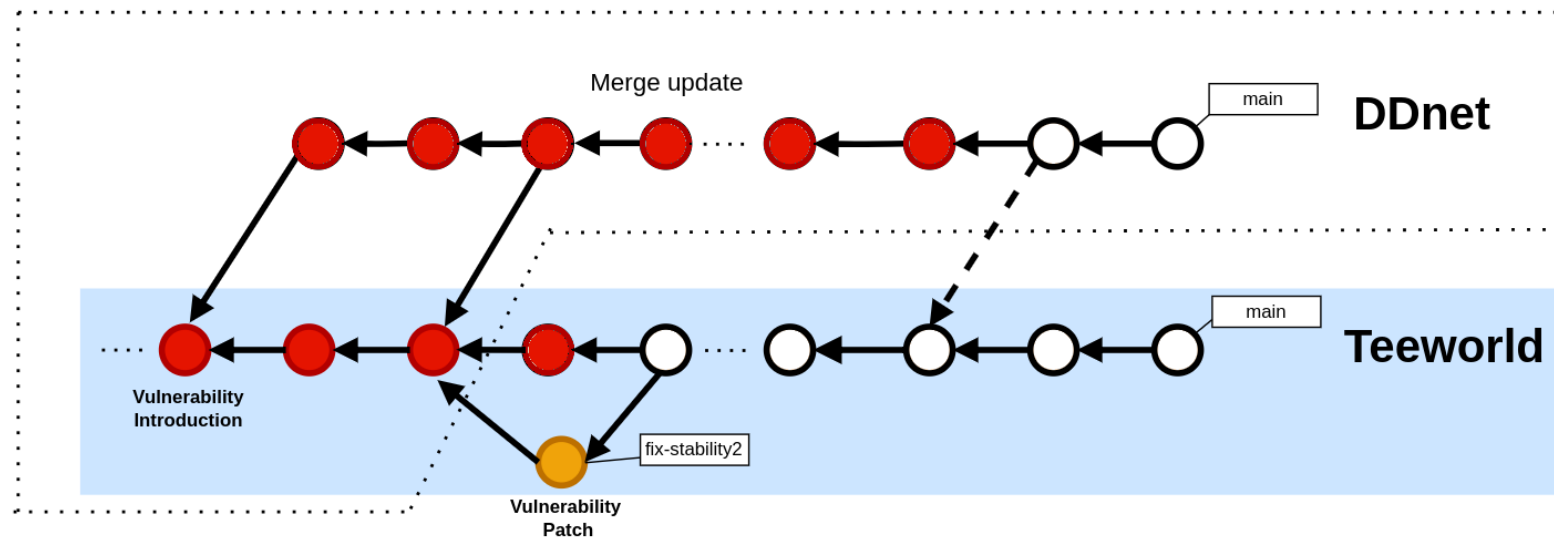 Merge update
main
DDnet
main
Teeworld
Vulnerability
Introduction
fix-stability2
Vulnerability
Patch